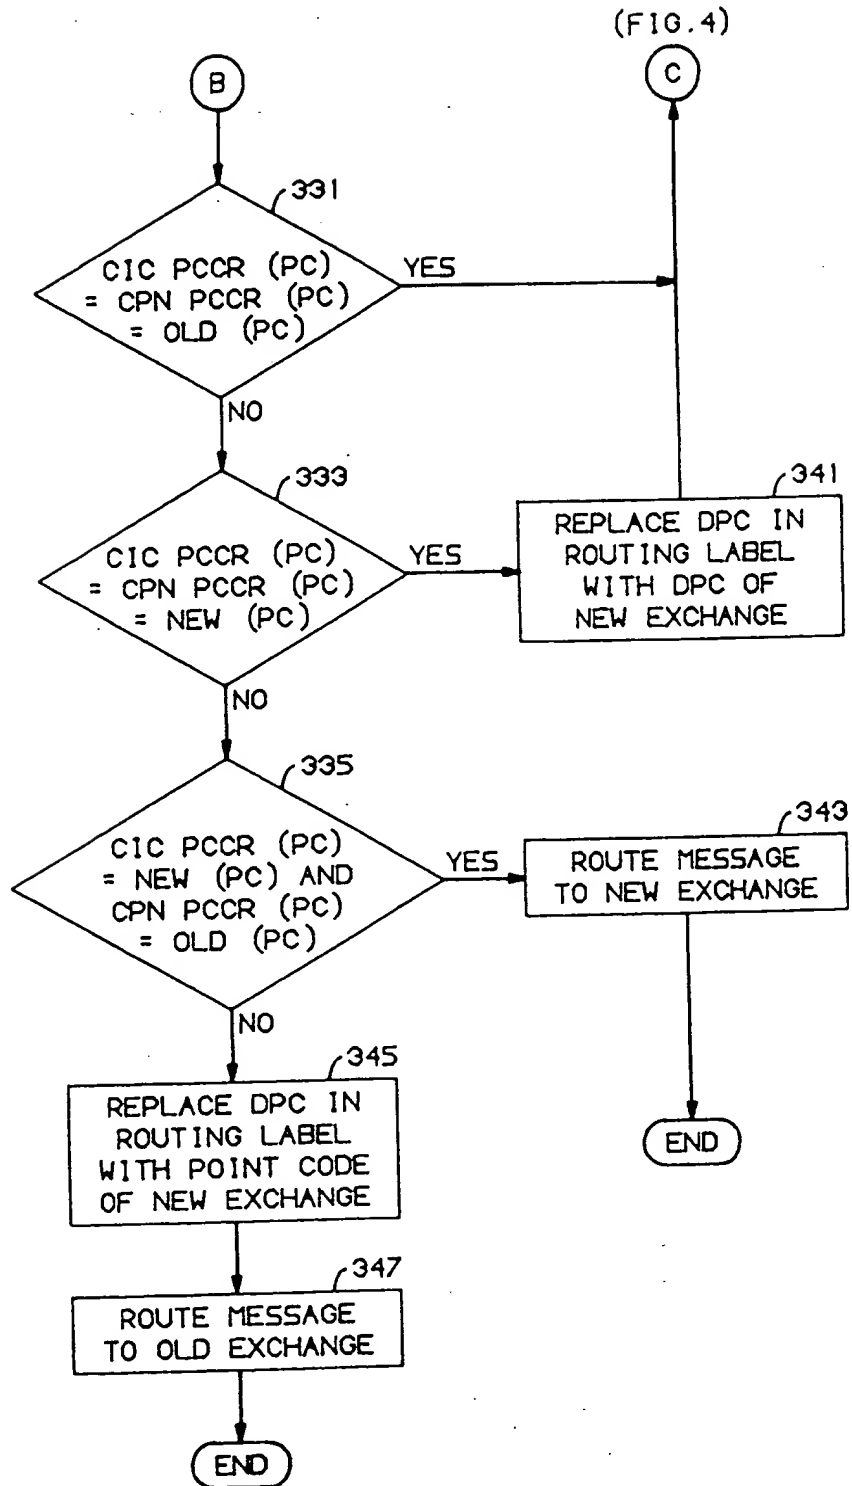 (FIG.4)
B
C
331
CIC PCCR (PC)
= CPN PCCR (PC)
= OLD (PC)
YES
NO
333
CIC PCCR (PC)
= CPN PCCR (PC)
= NEW (PC)
YES
341
REPLACE DPC IN
ROUTING LABEL
WITH DPC OF
NEW EXCHANGE
NO
335
CIC PCCR (PC)
= NEW (PC) AND
CPN PCCR (PC)
= OLD (PC)
YES
343
ROUTE MESSAGE
TO NEW EXCHANGE
NO
345
REPLACE DPC IN
ROUTING LABEL
WITH POINT CODE
OF NEW EXCHANGE
END
347
ROUTE MESSAGE
TO OLD EXCHANGE
END